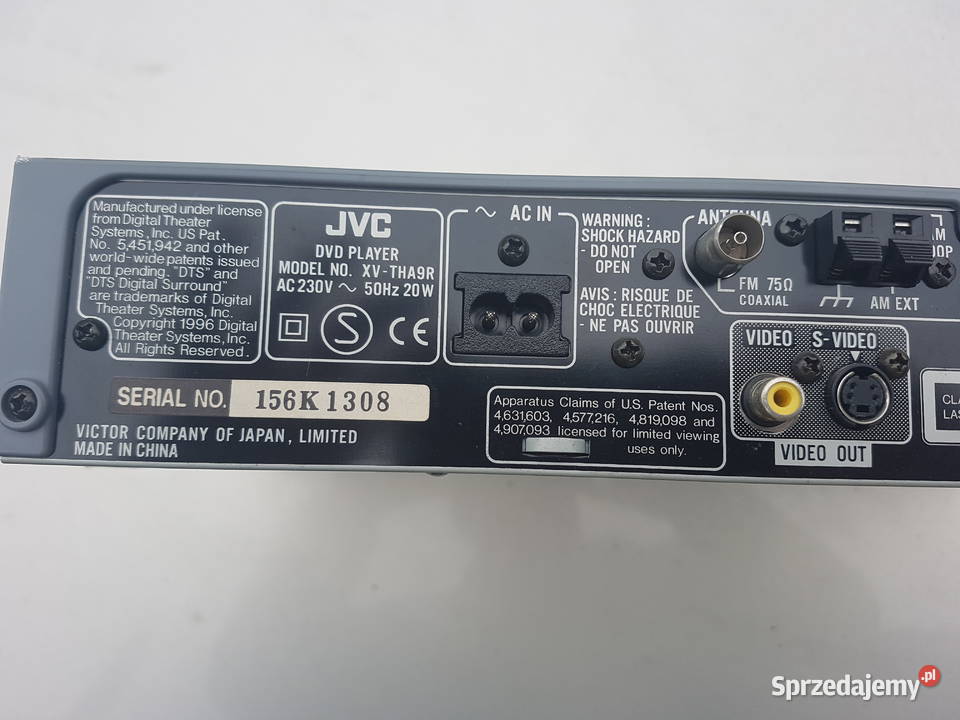 Manufactured under license
from Digital Theater
Systems, Inc. US Pat.
No. 5,451,942 and other
world-wide patents issued
and pending. "DTS" and
"DTS Digital Surround"
are trademarks of Digital
Theater Systems, Inc.
Copyright 1996 Digital
Theater Systems, Inc.
All Rights Reserved.
JVC
DVD PLAYER
MODEL NO. XV-THA9R
AC 230V ~ 50Hz 20W
S CE
~ AC IN
WARNING :
SHOCK HAZARD
- DO NOT
OPEN
AVIS : RISQUE DE
CHOC ELECTRIQUE
- NE PAS OUVRIR
ANTENNA
FM 75Ω
COAXIAL
AM EXT
VIDEO S-VIDEO
VIDEO OUT
SERIAL NO. 156K1308
VICTOR COMPANY OF JAPAN, LIMITED
MADE IN CHINA
Apparatus Claims of U.S. Patent Nos.
4,631,603, 4,577,216, 4,819,098 and
4,907,093 licensed for limited viewing
uses only.
CLA
LAS
Sprzedajemy.pl